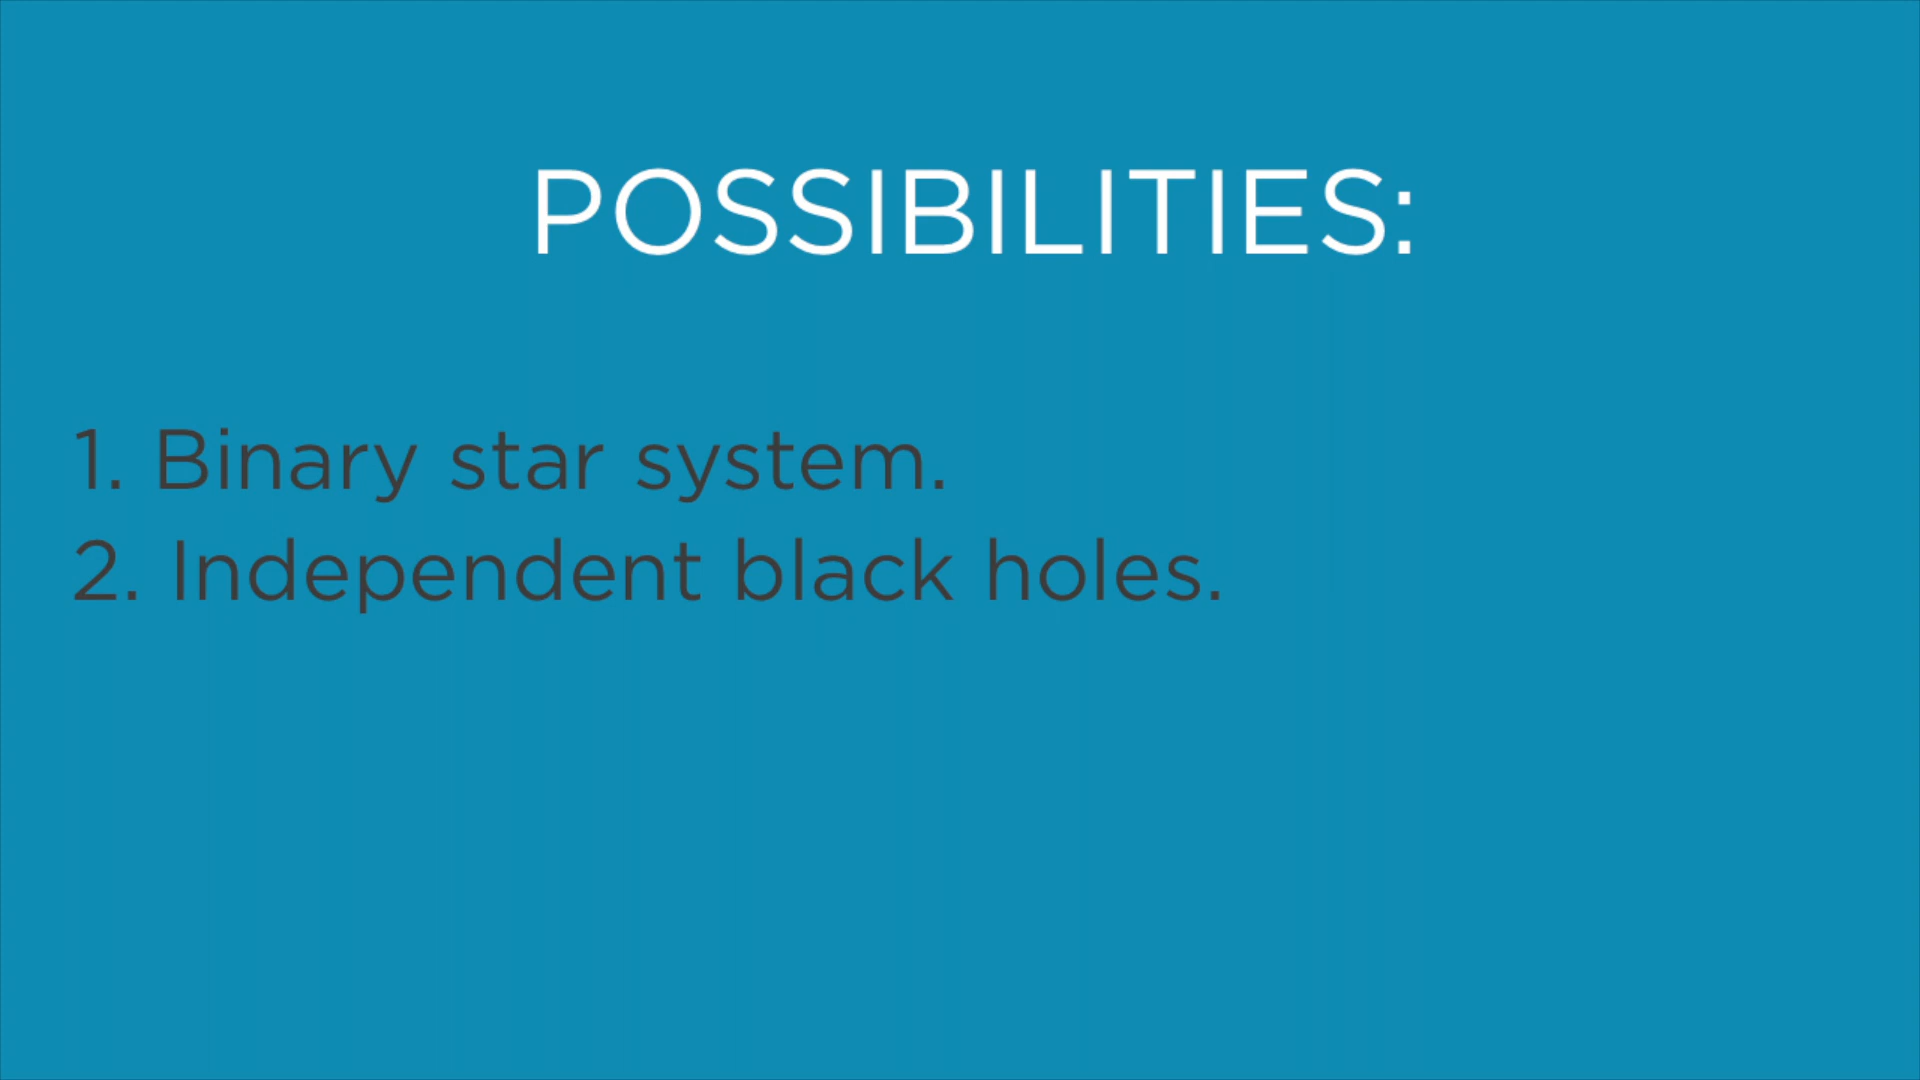 POSSIBILITIES:
1. Binary star system.
2. Independent black holes.